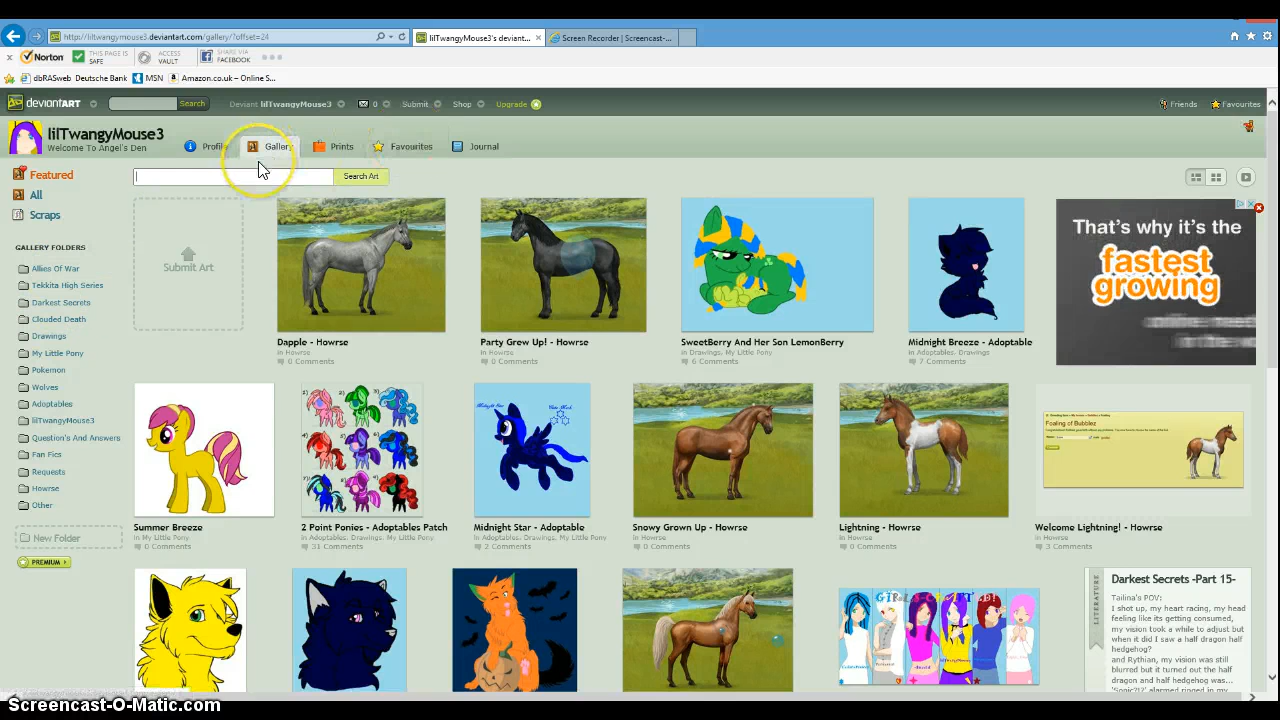 http://liltwangymouse3.deviantart.com/gallery/?offset=24
lilTwangyMouse3's deviant...
Screen Recorder | Screencast-...
Norton
THIS PAGE IS SAFE
ACCESS VAULT
SHARE VIA FACEBOOK
dbRASweb Deutsche Bank
MSN
Amazon.co.uk – Online S...
deviantART
Search
Deviant lilTwangyMouse3
0
Submit
Shop
Upgrade
Friends
Favourites
lilTwangyMouse3
Welcome To Angel's Den
Profile
Gallery
Prints
Favourites
Journal
Search Art
Featured
All
Scraps
GALLERY FOLDERS
Allies Of War
Tekkita High Series
Darkest Secrets
Clouded Death
Drawings
My Little Pony
Pokemon
Wolves
Adoptables
lilTwangyMouse3
Question's And Answers
Fan Fics
Requests
Howrse
Other
New Folder
PREMIUM
Submit Art
Dapple - Howrse
in Howrse
0 Comments
Party Grew Up! - Howrse
in Howrse
0 Comments
SweetBerry And Her Son LemonBerry
in Drawings, My Little Pony
6 Comments
Midnight Breeze - Adoptable
in Adoptables, Drawings
7 Comments
That's why it's the
fastest
growing
Summer Breeze
in My Little Pony
0 Comments
2 Point Ponies - Adoptables Patch
in Adoptables, Drawings, My Little Pony
31 Comments
Midnight Star - Adoptable
in Adoptables, Drawings, My Little Pony
2 Comments
Snowy Grown Up - Howrse
in Howrse
0 Comments
Lightning - Howrse
in Howrse
0 Comments
Foaling of Bubblez
Welcome Lightning! - Howrse
in Howrse
3 Comments
LITERATURE
Darkest Secrets -Part 15-
Tailina's POV:
I shot up, my heart racing, my head
feeling like its getting consumed,
my vision took a while to adjust but
when it did I saw a half dragon half
hedgehog?
and Rythian, my vision was still
blurred but it turned out the half
dragon and half hedgehog was
'Sonic?!?' alarmed ringed in my
Screencast-O-Matic.com